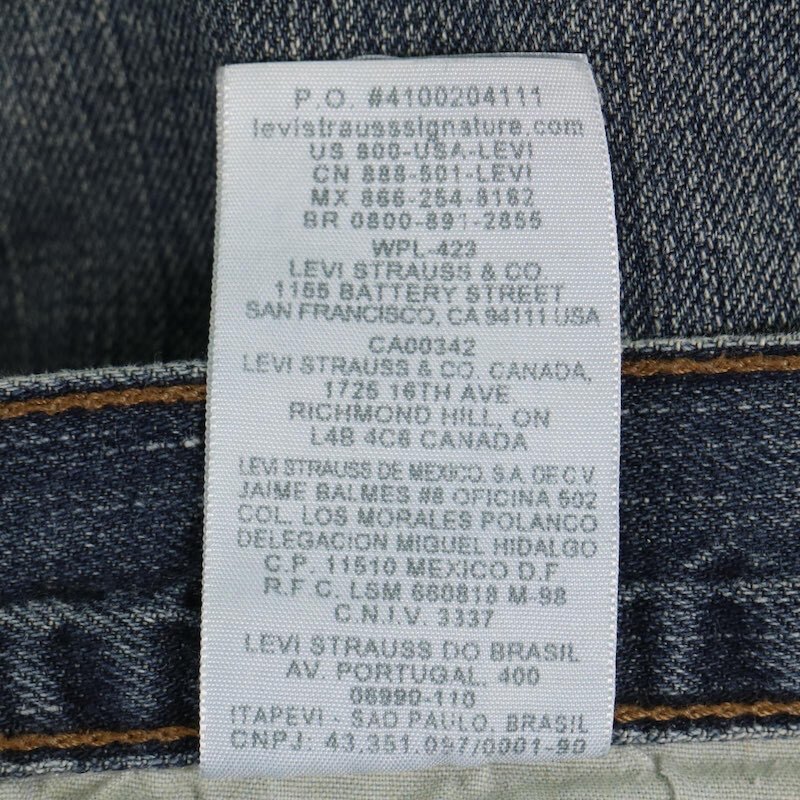 P.O. #4100204111
levistrausssignature.com
US 800-USA-LEVI
CN 888-501-LEVI
MX 866-254-8182
BR 0800-891-2855
WPL-423
LEVI STRAUSS & CO.
1155 BATTERY STREET
SAN FRANCISCO, CA 94111 USA
CA00342
LEVI STRAUSS & CO. CANADA,
1725 16TH AVE.
RICHMOND HILL, ON
L4B 4C6 CANADA
LEVI STRAUSS DE MEXICO, S.A. DE C.V.
JAIME BALMES #8 OFICINA 602
COL. LOS MORALES POLANCO
DELEGACION MIGUEL HIDALGO
C.P. 11510 MEXICO D.F
R.F C. LSM 660818 M-98
C.N.I.V. 3337
LEVI STRAUSS DO BRASIL
AV. PORTUGAL, 400
06990-110
ITAPEVI - SAO PAULO, BRASIL
CNPJ: 43.351.097/0001-90